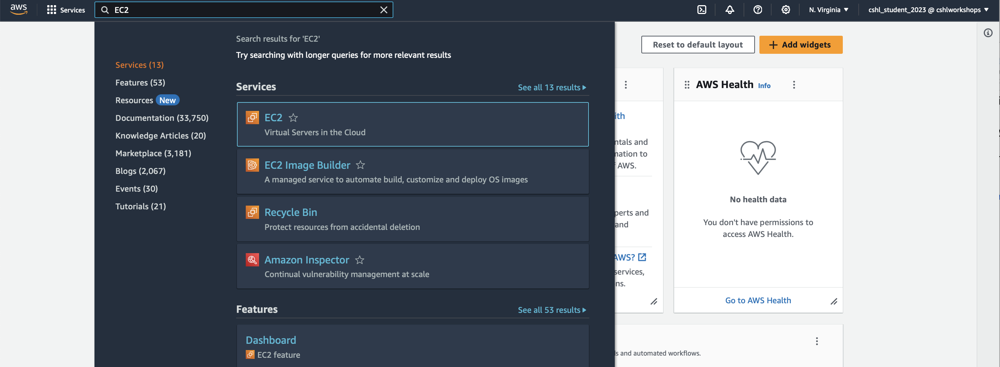 aws
Services
EC2
N. Virginia
cshl_student_2023 @ cshlworkshops
Services (13)
Features (53)
Resources New
Documentation (33,750)
Knowledge Articles (20)
Marketplace (3,181)
Blogs (2,067)
Events (30)
Tutorials (21)
Search results for 'EC2'
Try searching with longer queries for more relevant results
Services
See all 13 results
EC2
Virtual Servers in the Cloud
EC2 Image Builder
A managed service to automate build, customize and deploy OS images
Recycle Bin
Protect resources from accidental deletion
Amazon Inspector
Continual vulnerability management at scale
Features
See all 53 results
Dashboard
EC2 feature
Reset to default layout
Add widgets
and
to
AWS.
and
and
AWS?
services,
AWS Health Info
No health data
You don't have permissions to
access AWS Health.
Go to AWS Health
and automated workflows.